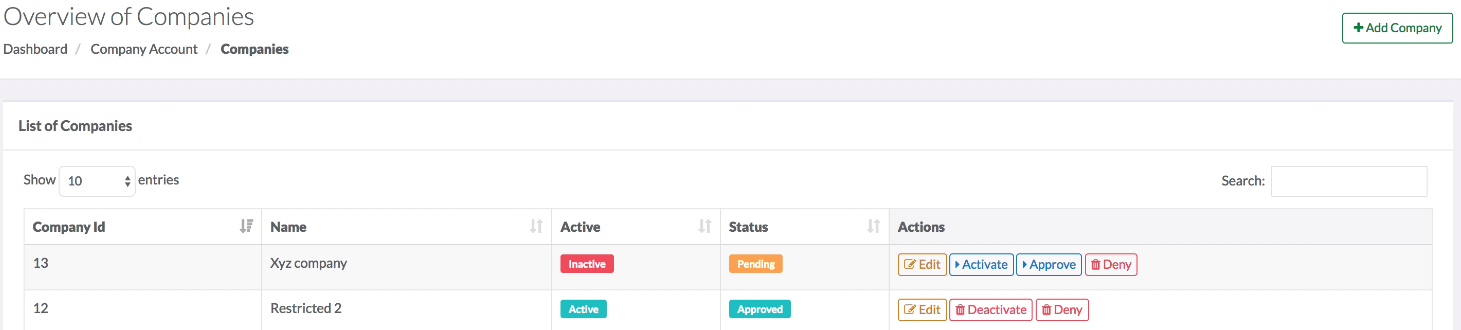 Overview of Companies
+ Add Company
Dashboard / Company Account / Companies
List of Companies
Show 10 entries Search:
Company Id Name Active Status Actions
13 Xyz company Inactive Pending Edit Activate Approve Deny
12 Restricted 2 Active Approved Edit Deactivate Deny